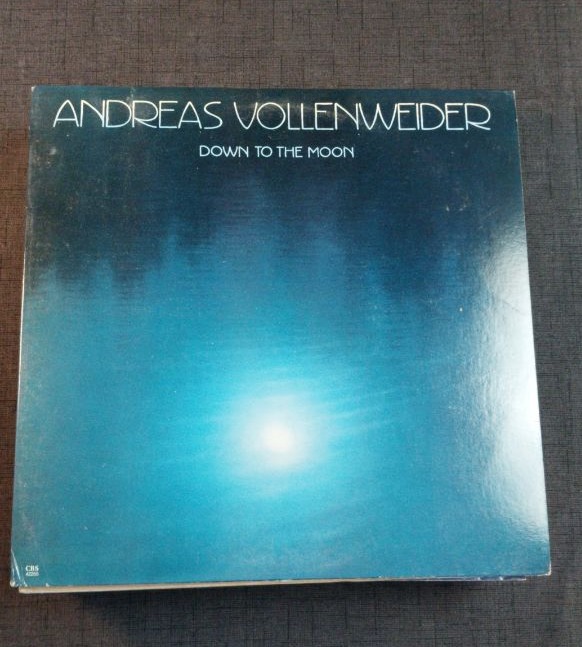 ANDREAS VOLLENWEIDER
DOWN TO THE MOON
CBS